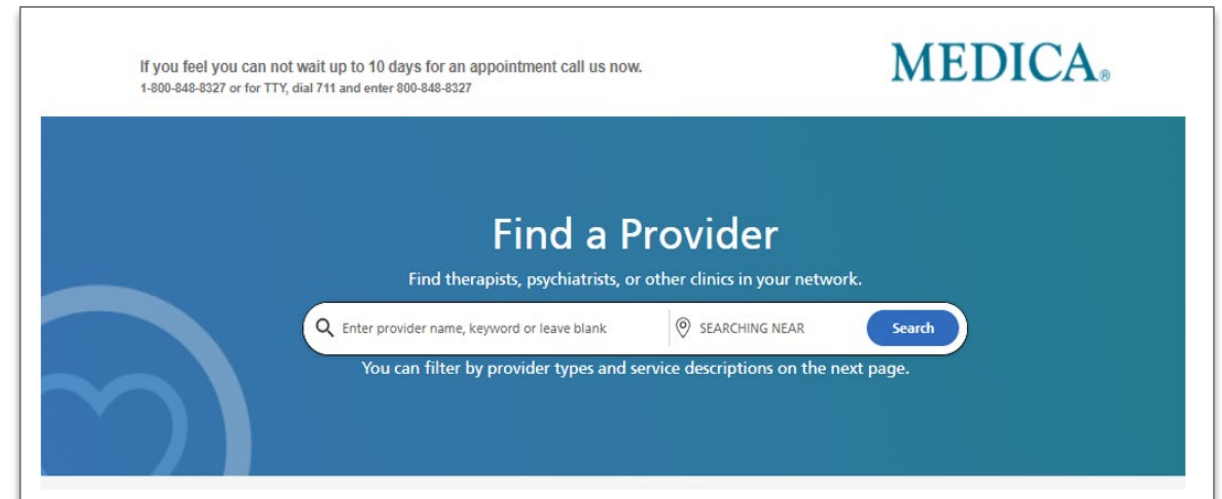 If you feel you can not wait up to 10 days for an appointment call us now.
1-800-848-8327 or for TTY, dial 711 and enter 800-848-8327
MEDICA®
Find a Provider
Find therapists, psychiatrists, or other clinics in your network.
Enter provider name, keyword or leave blank SEARCHING NEAR Search
You can filter by provider types and service descriptions on the next page.